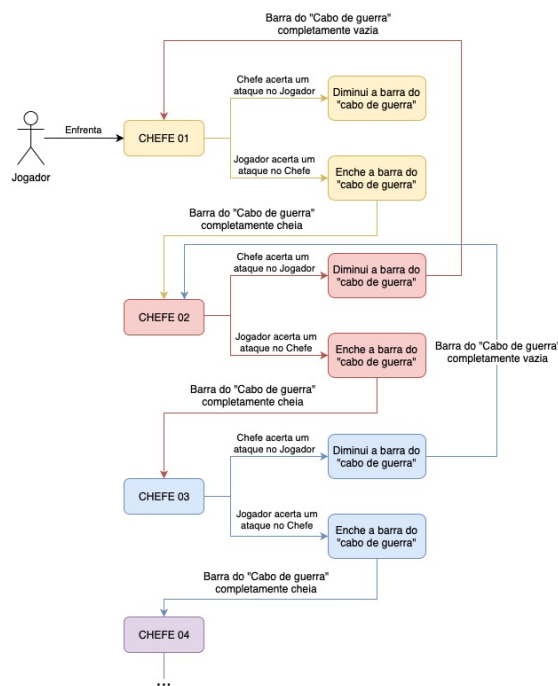 Barra do "Cabo de guerra"
completamente vazia
Chefe acerta um
ataque no Jogador
Diminui a barra do
"cabo de guerra"
Enfrenta
CHEFE 01
Jogador
Jogador acerta um
ataque no Chefe
Enche a barra do
"cabo de guerra"
Barra do "Cabo de guerra"
completamente cheia
Chefe acerta um
ataque no Jogador
Diminui a barra do
"cabo de guerra"
CHEFE 02
Jogador acerta um
ataque no Chefe
Enche a barra do
"cabo de guerra"
Barra do "Cabo de guerra"
completamente vazia
Barra do "Cabo de guerra"
completamente cheia
Chefe acerta um
ataque no Jogador
Diminui a barra do
"cabo de guerra"
CHEFE 03
Jogador acerta um
ataque no Chefe
Enche a barra do
"cabo de guerra"
Barra do "Cabo de guerra"
completamente cheia
CHEFE 04
...